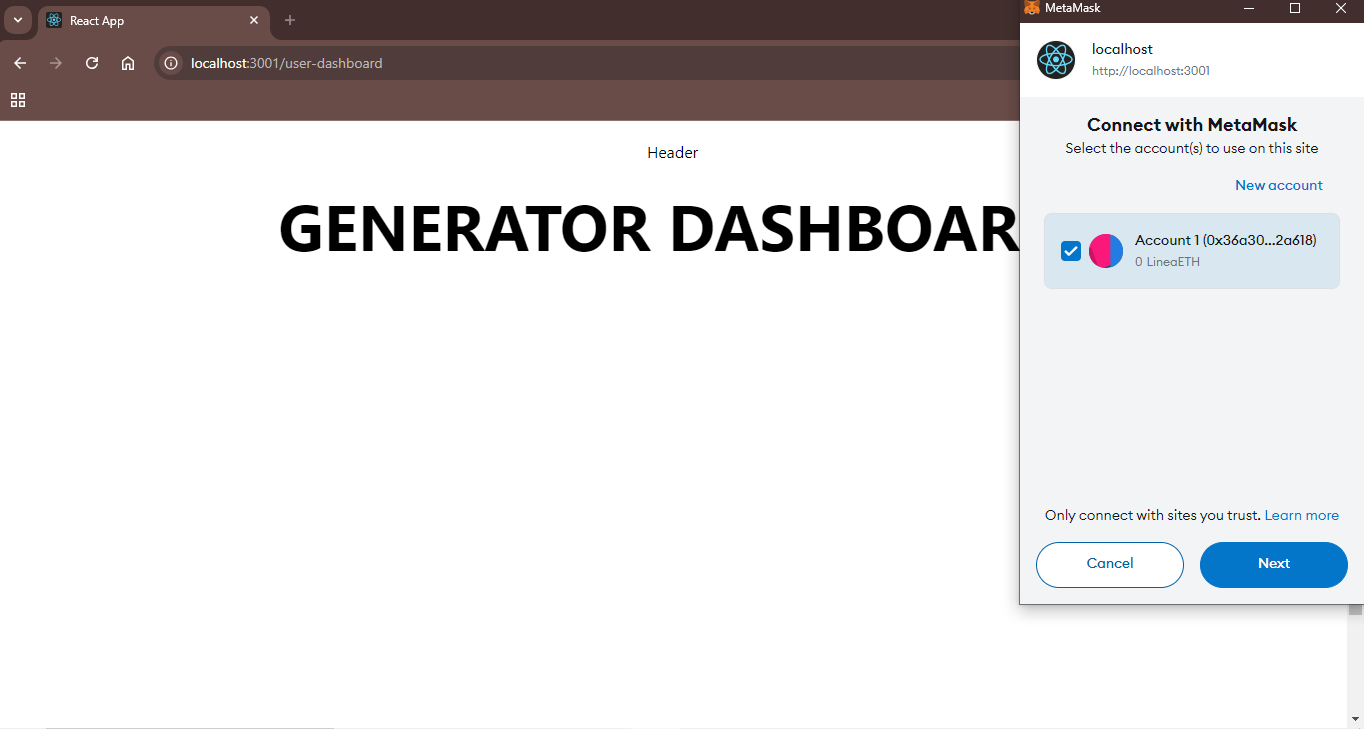 React App
localhost:3001/user-dashboard
Header
GENERATOR DASHBOAR
MetaMask
localhost
http://localhost:3001
Connect with MetaMask
Select the account(s) to use on this site
New account
Account 1 (0x36a30...2a618)
0 LineaETH
Only connect with sites you trust. Learn more
Cancel
Next